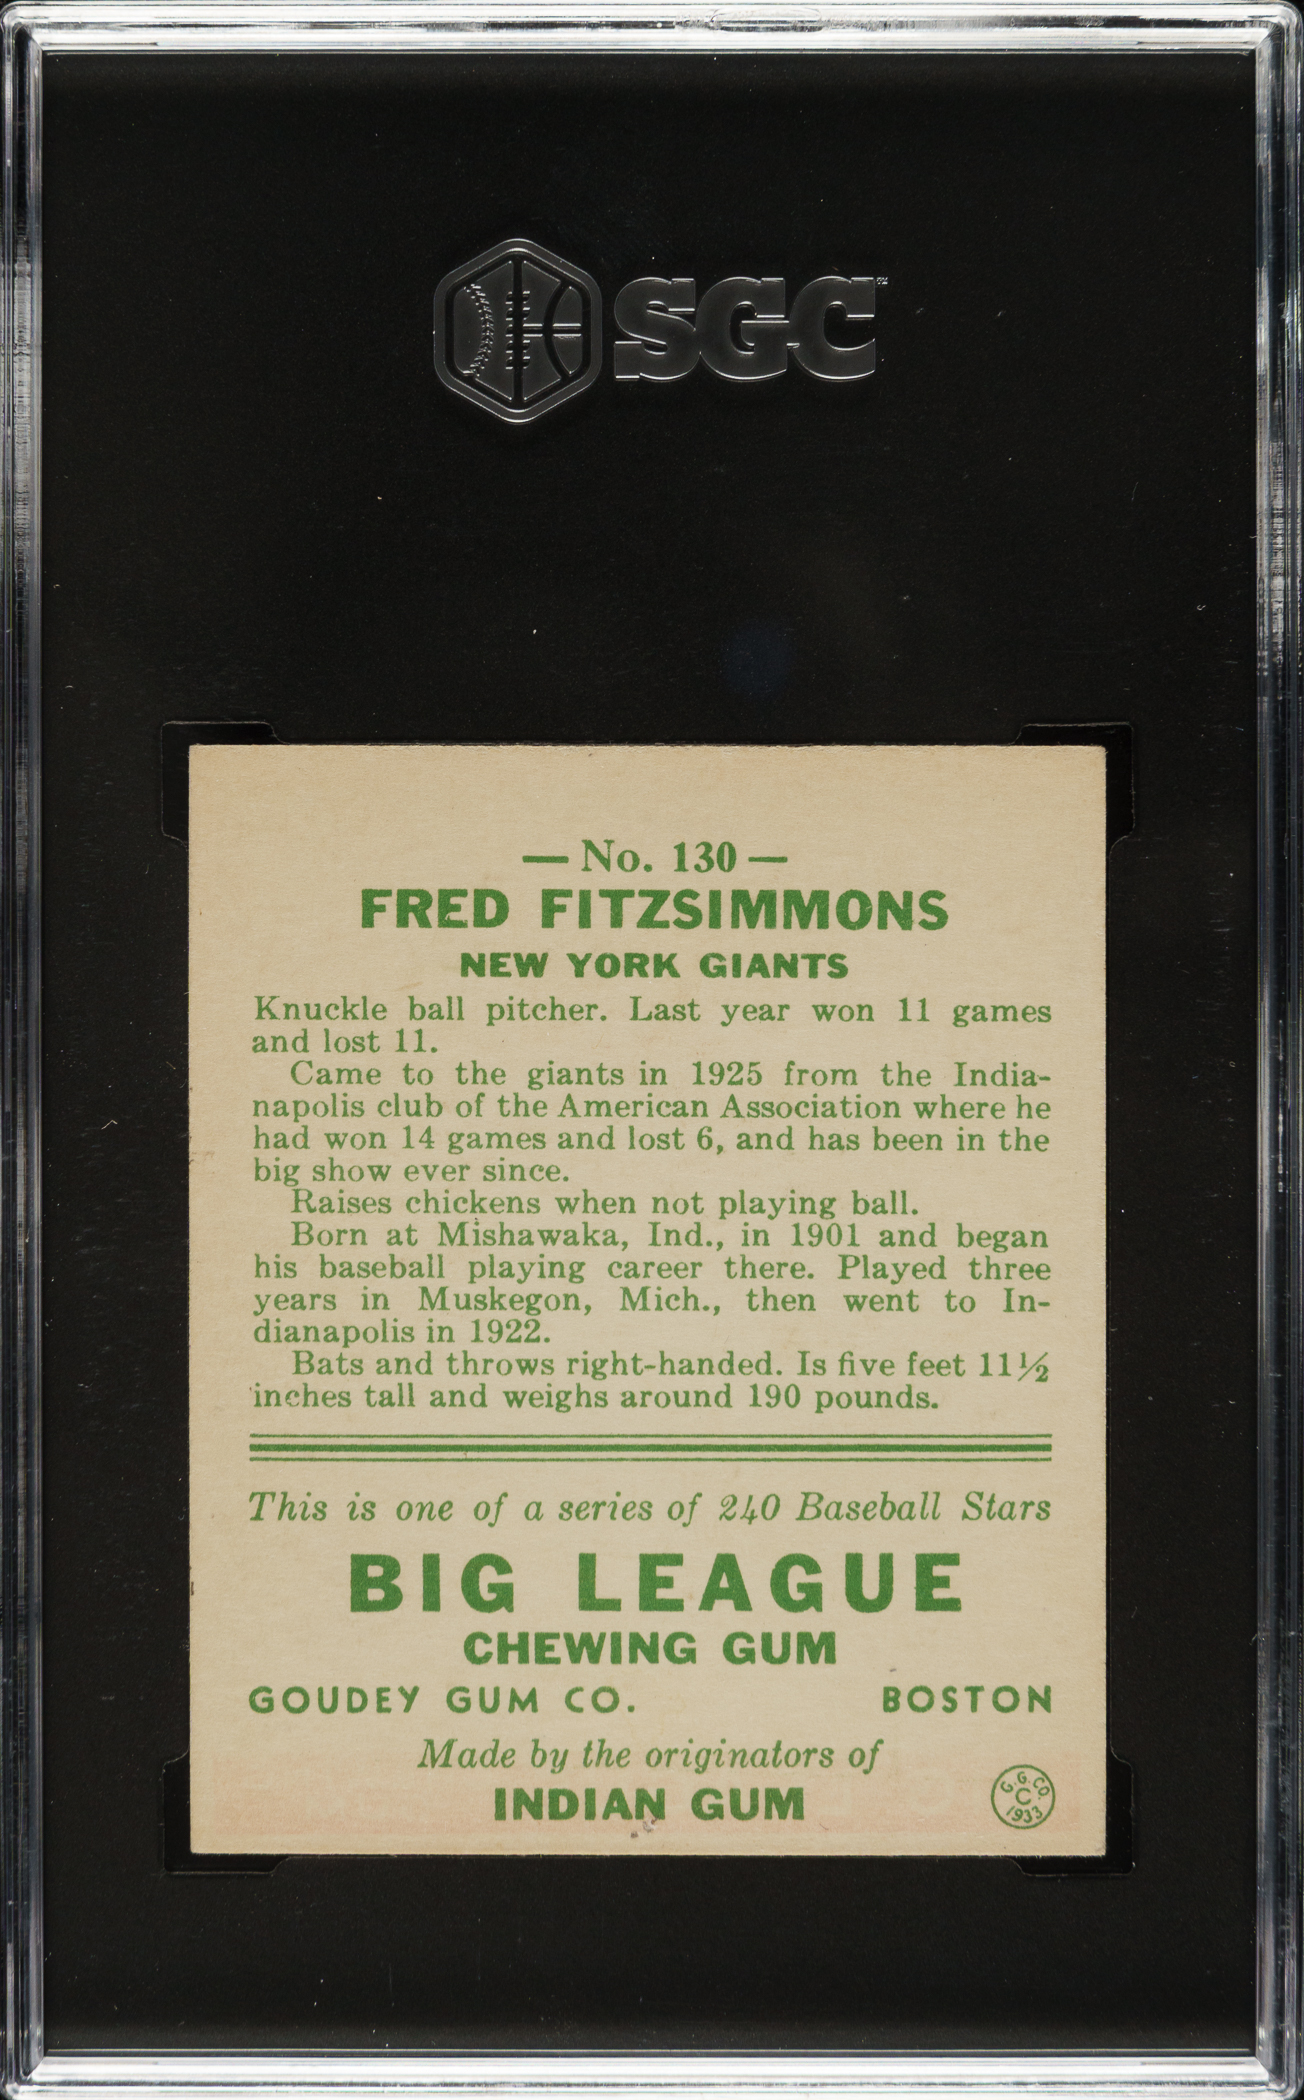 SGC™
— No. 130 —
FRED FITZSIMMONS
NEW YORK GIANTS
Knuckle ball pitcher. Last year won 11 games
and lost 11.
Came to the giants in 1925 from the India-
napolis club of the American Association where he
had won 14 games and lost 6, and has been in the
big show ever since.
Raises chickens when not playing ball.
Born at Mishawaka, Ind., in 1901 and began
his baseball playing career there. Played three
years in Muskegon, Mich., then went to In-
dianapolis in 1922.
Bats and throws right-handed. Is five feet 11½
inches tall and weighs around 190 pounds.
This is one of a series of 240 Baseball Stars
BIG LEAGUE
CHEWING GUM
GOUDEY GUM CO. BOSTON
Made by the originators of
INDIAN GUM
G.G.CO.
C
1933